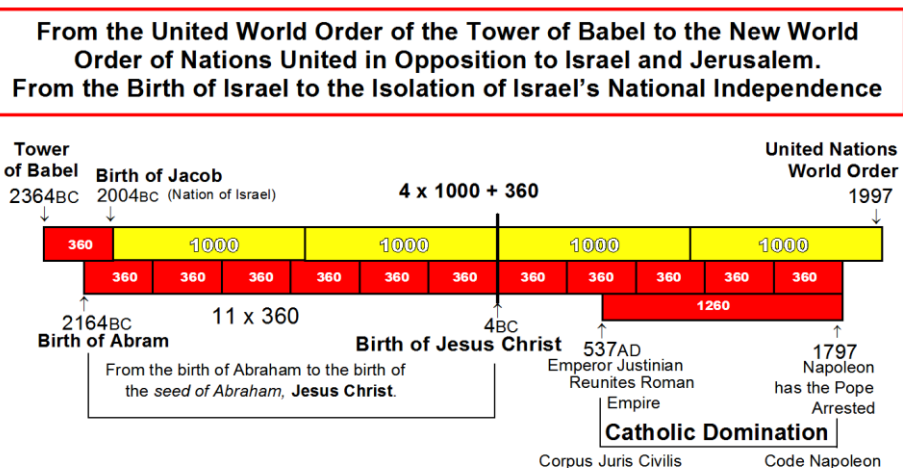 From the United World Order of the Tower of Babel to the New World
Order of Nations United in Opposition to Israel and Jerusalem.
From the Birth of Israel to the Isolation of Israel's National Independence
Tower
of Babel
2364BC
Birth of Jacob
2004BC (Nation of Israel)
4 x 1000 + 360
United Nations
World Order
1997
360
1000
1000
1000
1000
360
360
360
360
360
360
360
360
360
360
360
1260
2164BC
Birth of Abram
11 x 360
4BC
Birth of Jesus Christ
537AD
Emperor Justinian
Reunites Roman
Empire
1797
Napoleon
has the Pope
Arrested
From the birth of Abraham to the birth of
the seed of Abraham, Jesus Christ.
Catholic Domination
Corpus Juris Civilis
Code Napoleon